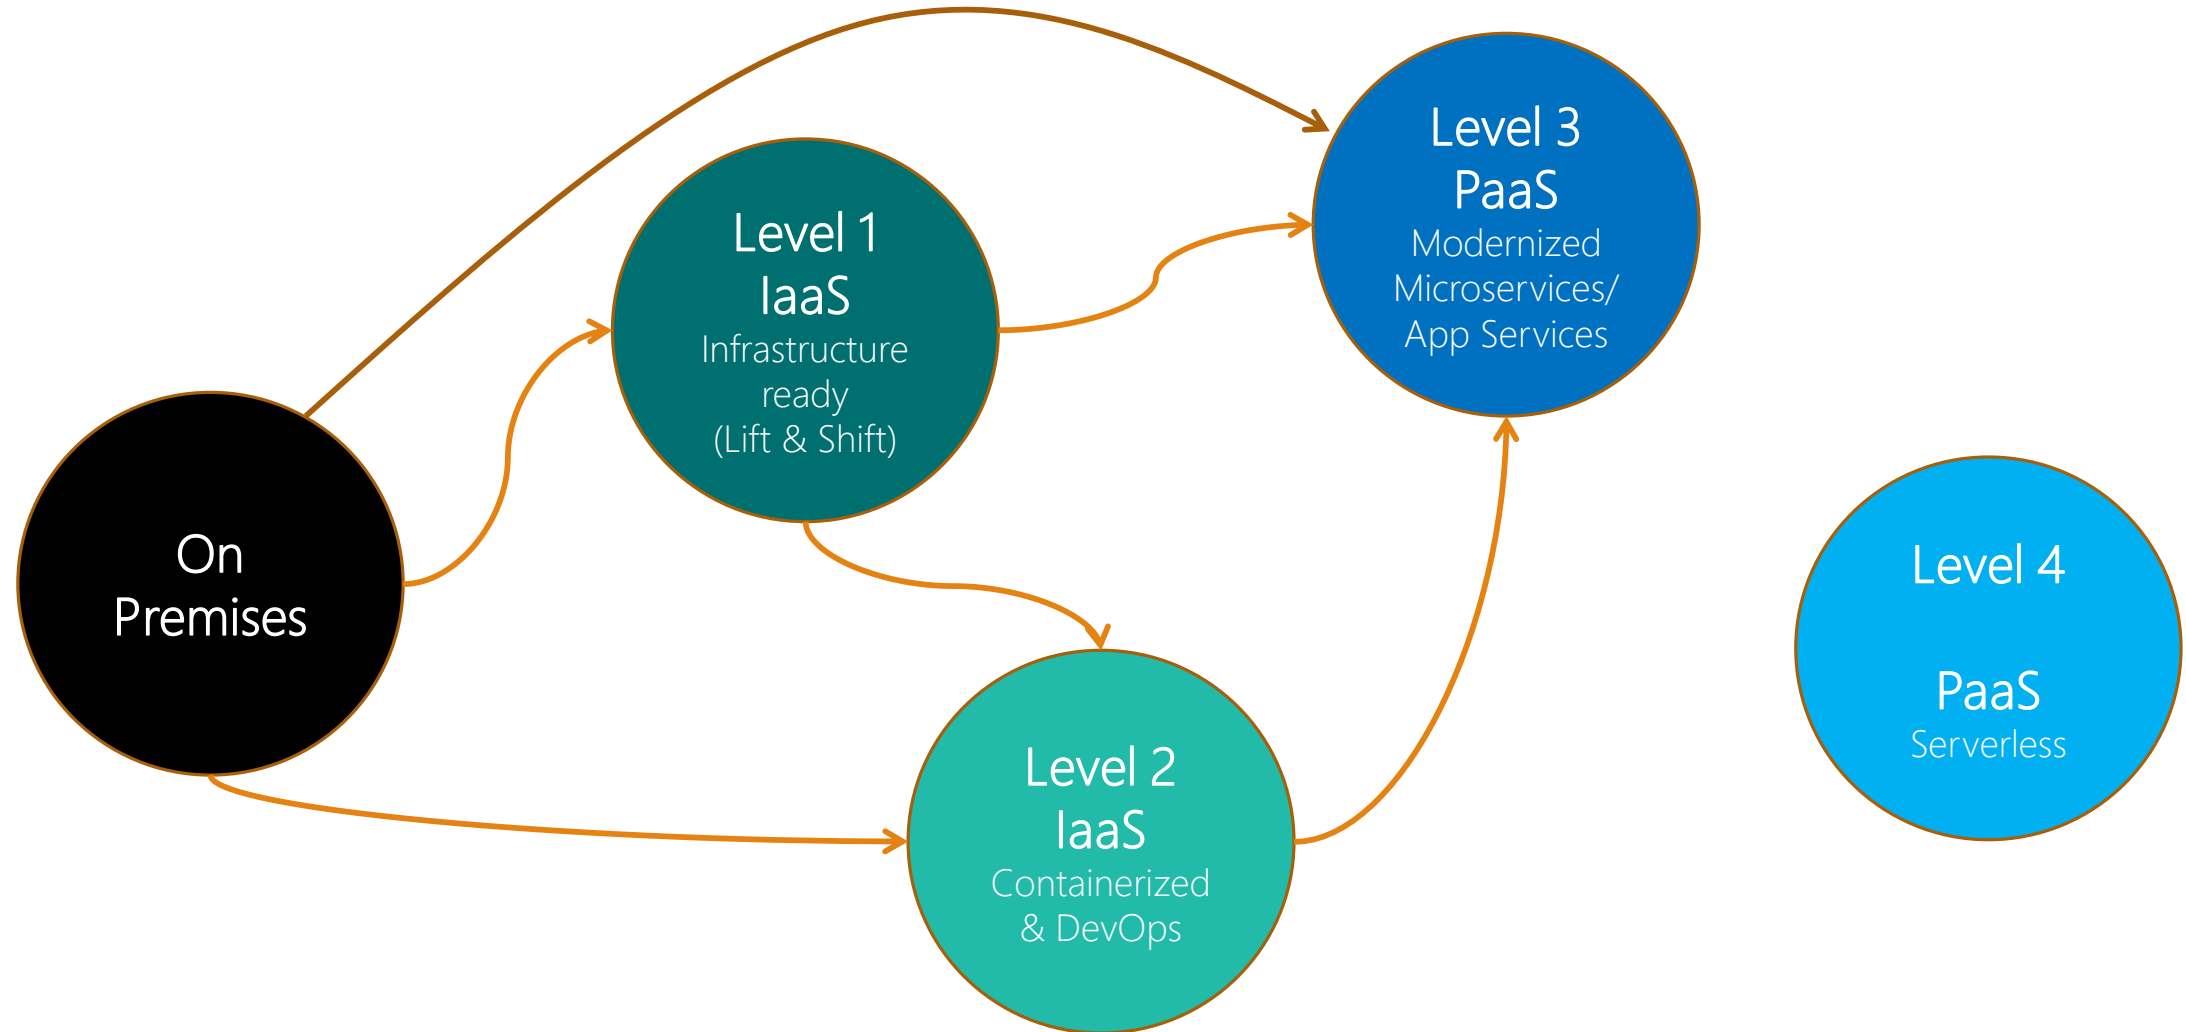 On
Premises
Level 1
IaaS
Infrastructure
ready
(Lift & Shift)
Level 2
IaaS
Containerized
& DevOps
Level 3
PaaS
Modernized
Microservices/
App Services
Level 4
PaaS
Serverless